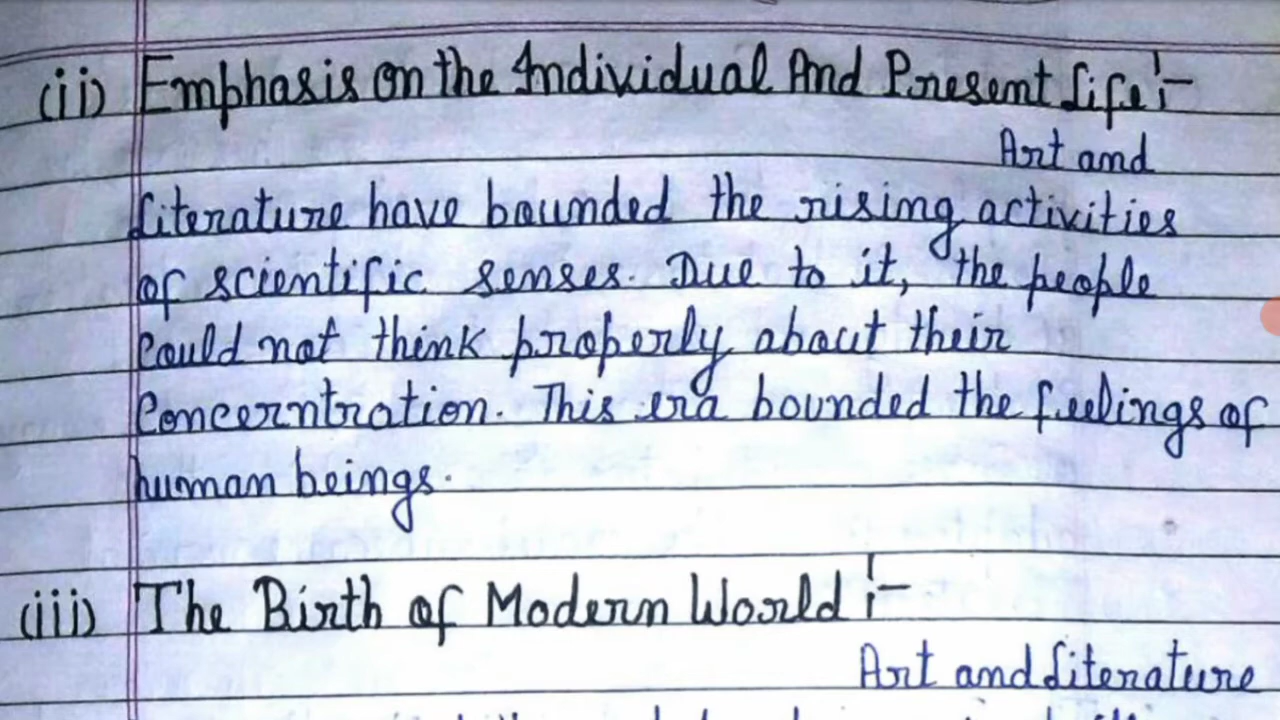 (ii) Emphasis on the Individual And Present Life :-
Art and
Literature have baunded the rising activities
of scientific senses. Due to it, the people
Could not think properly about their
Concerntration. This era bounded the feelings of
human beings.
(iii) The Birth of Modern World :-
Art and Literature